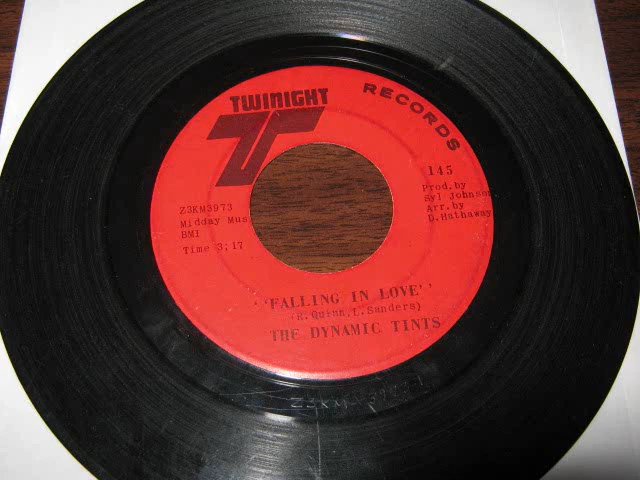 TWINIGHT RECORDS
145
Prod.by
Syl Johnson
Arr.by
D.Hathaway
Z3KM3973
Midday Mus
BMI
Time 3;17
''FALLING IN LOVE''
(R.Quinn,L.Sanders)
THE DYNAMIC TINTS